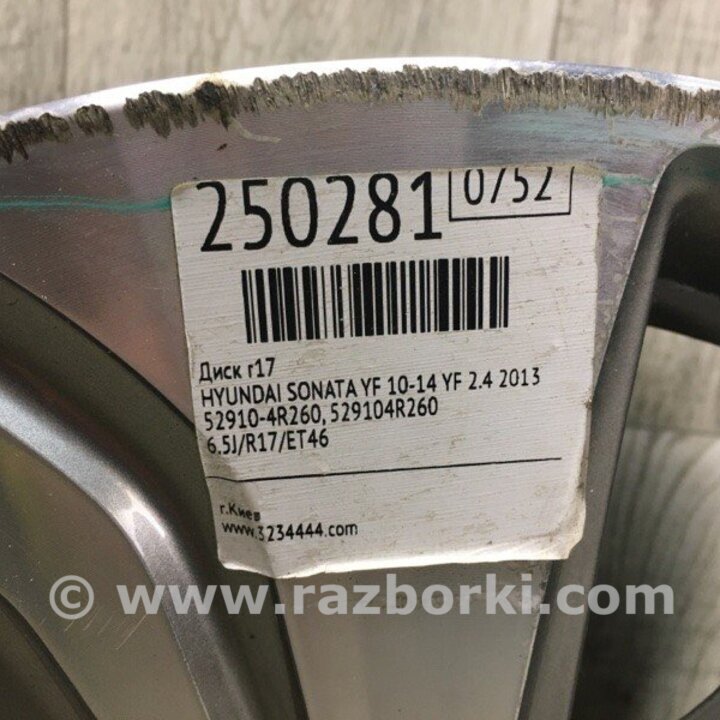 250281 0752
Диск r17
HYUNDAI SONATA YF 10-14 YF 2.4 2013
52910-4R260, 529104R260
6.5J/R17/ET46
г.Киев
www.3234444.com
© www.razborki.com